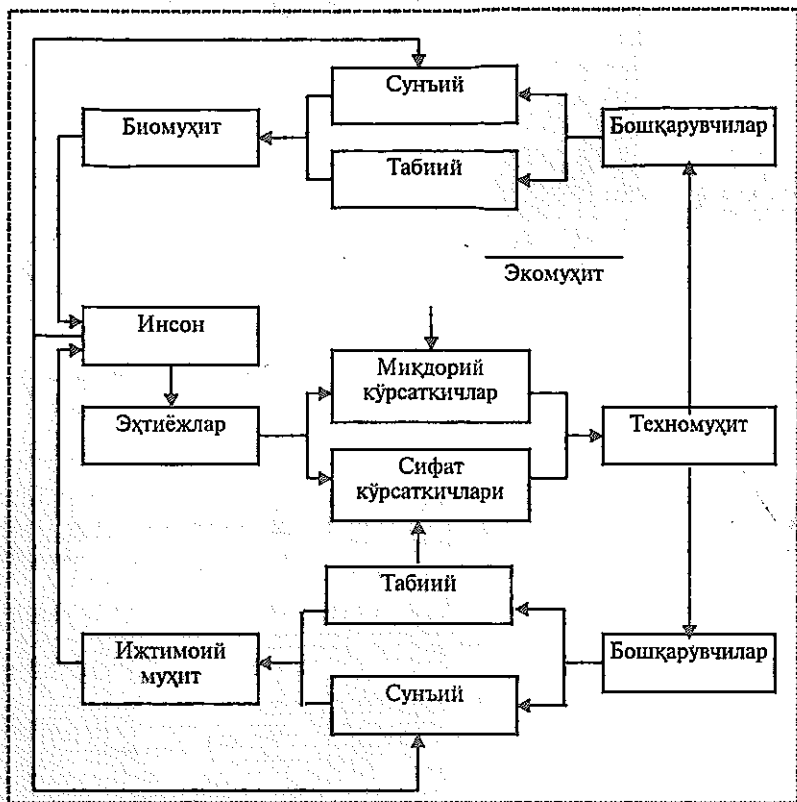 Сунъий
Биомуҳит
Бошқарувчилар
Табиий
Экомуҳит
Инсон
Миқдорий
кўрсаткичлар
Эҳтиёжлар
Техномуҳит
Сифат
кўрсаткичлари
Табиий
Ижтимоий
муҳит
Бошқарувчилар
Сунъий